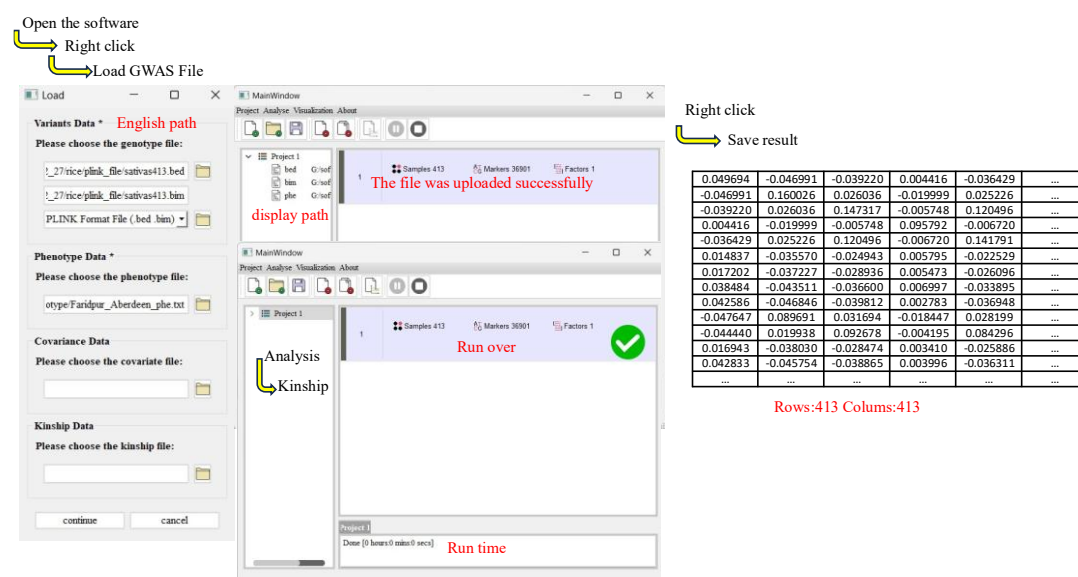 Open the software
Right click
Load GWAS File
Load
Variants Data * English path
Please choose the genotype file:
!_27/rice/plink_file/sativas413.bed
:_27/rice/plink_file/sativas413.bim
PLINK Format File (.bed .bim)
Phenotype Data *
Please choose the phenotype file:
otype/Faridpur_Aberdeen_phe.txt
Covariance Data
Please choose the covariate file:
Kinship Data
Please choose the kinship file:
continue cancel
MainWindow
Project Analyse Visualization About
Project 1
bed G:/sof
bim G:/sof
phe G:/sof
display path
1 Samples 413 Markers 36901 Factors 1
The file was uploaded successfully
MainWindow
Project Analyse Visualization About
Project 1
1 Samples 413 Markers 36901 Factors 1
Run over
Analysis
Kinship
Project 1
Done [0 hours:0 mins:0 secs]
Run time
Right click
Save result
0.049694 -0.046991 -0.039220 0.004416 -0.036429 ...
-0.046991 0.160026 0.026036 -0.019999 0.025226 ...
-0.039220 0.026036 0.147317 -0.005748 0.120496 ...
0.004416 -0.019999 -0.005748 0.095792 -0.006720 ...
-0.036429 0.025226 0.120496 -0.006720 0.141791 ...
0.014837 -0.035570 -0.024943 0.005795 -0.022529 ...
0.017202 -0.037227 -0.028936 0.005473 -0.026096 ...
0.038484 -0.043511 -0.036600 0.006997 -0.033895 ...
0.042586 -0.046846 -0.039812 0.002783 -0.036948 ...
-0.047647 0.089691 0.031694 -0.018447 0.028199 ...
-0.044440 0.019938 0.092678 -0.004195 0.084296 ...
0.016943 -0.038030 -0.028474 0.003410 -0.025886 ...
0.042833 -0.045754 -0.038865 0.003996 -0.036311 ...
... ... ... ... ... ...
Rows:413 Colums:413